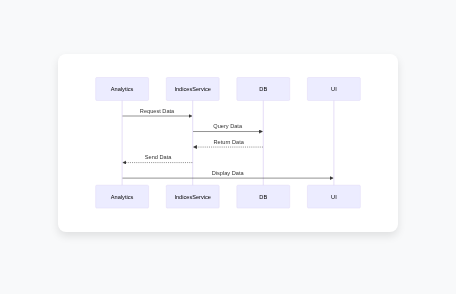 Analytics
IndicesService
DB
UI
Request Data
Query Data
Return Data
Send Data
Display Data
Analytics
IndicesService
DB
UI